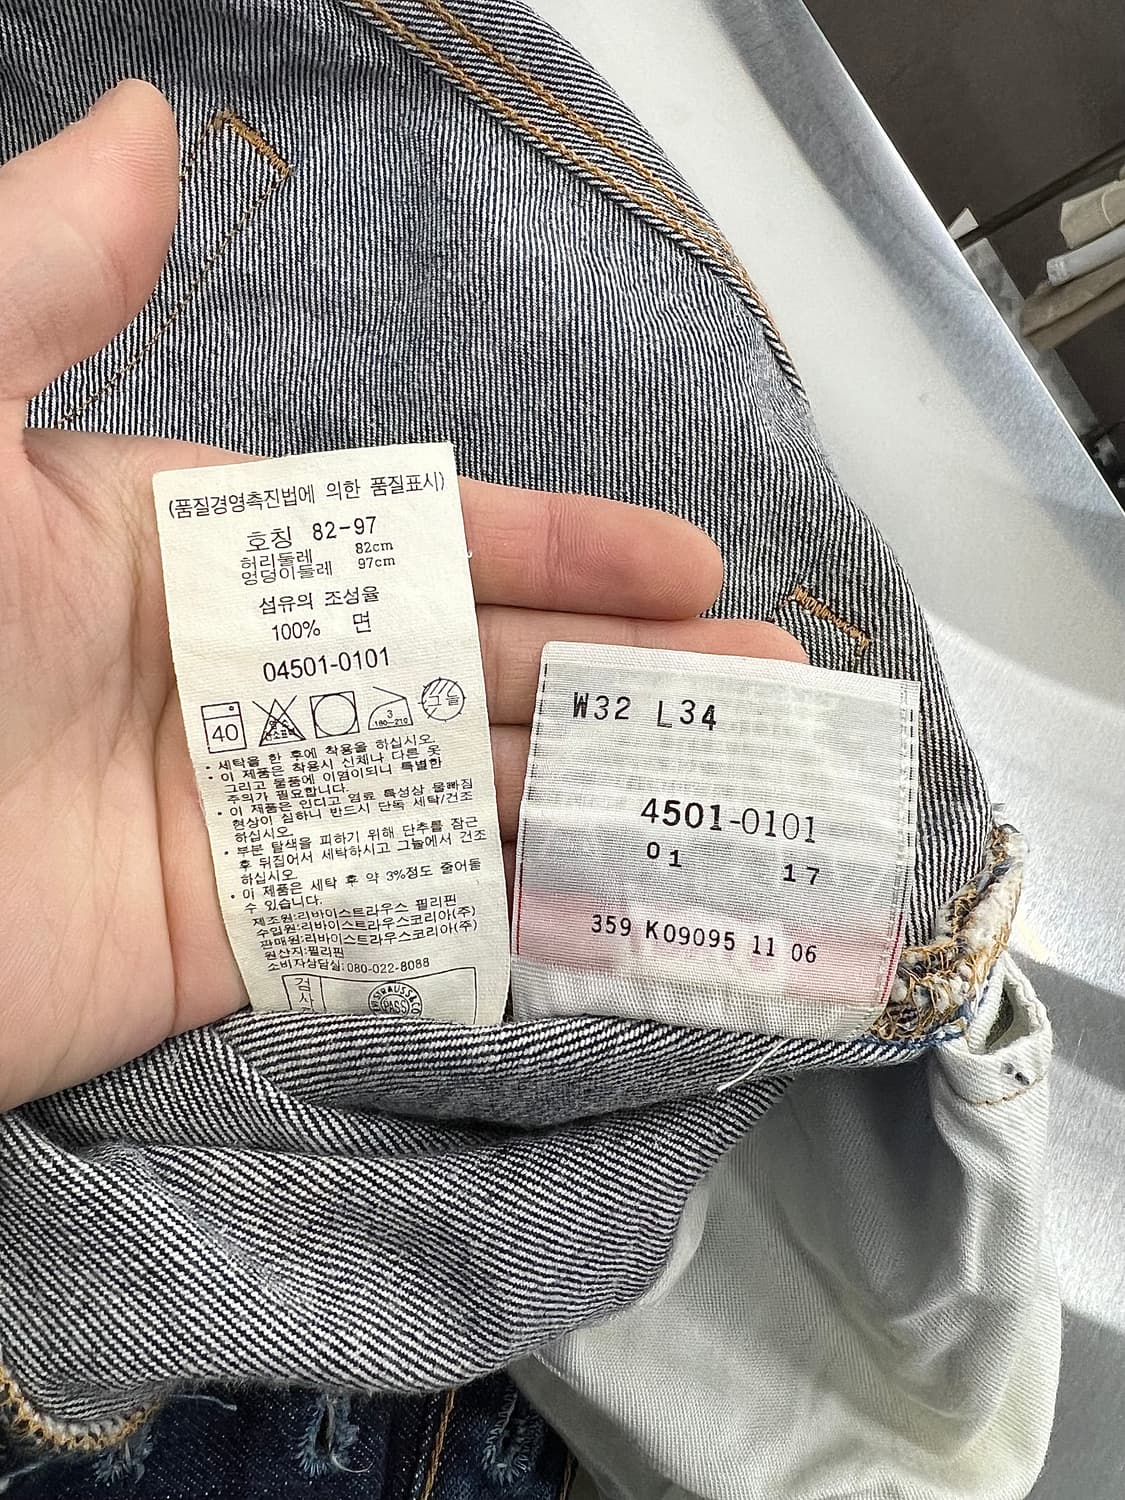 (품질경영촉진법에 의한 품질표시)
호칭 82-97
허리둘레 82cm
엉덩이둘레 97cm
섬유의 조성율
100% 면
04501-0101
40
3
180-210
그늘
• 세탁을 한 후에 착용을 하십시오.
• 이 제품은 착용시 신체나 다른 옷
그리고 물품에 이염이되니 특별한
주의가 필요합니다.
• 이 제품은 인디고 염료 특성상 물빠짐
형상이 심하니 반드시 단독 세탁/건조
하십시오.
• 부분 탈색을 피하기 위해 단추를 잠근
후 뒤집어서 세탁하시고 그늘에서 건조
하십시오.
• 이 제품은 세탁 후 약 3%정도 줄어들
수 있습니다.
제조원:리바이스트라우스 필리핀
수입원:리바이스트라우스코리아(주)
판매원:리바이스트라우스코리아(주)
원산지:필리핀
소비자상담실:080-022-8088
검
사
STRAUSS & CO
PASS
W32 L34
4501-0101
01 17
359 K09095 11 06